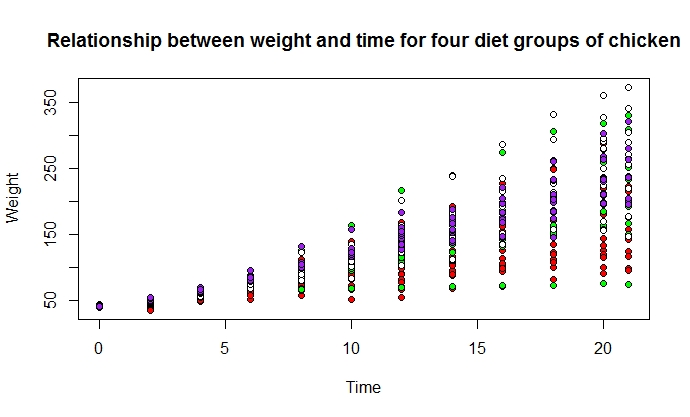 Relationship between weight and time for four diet groups of chicken
Weight
350
250
150
50
0 5 10 15 20
Time